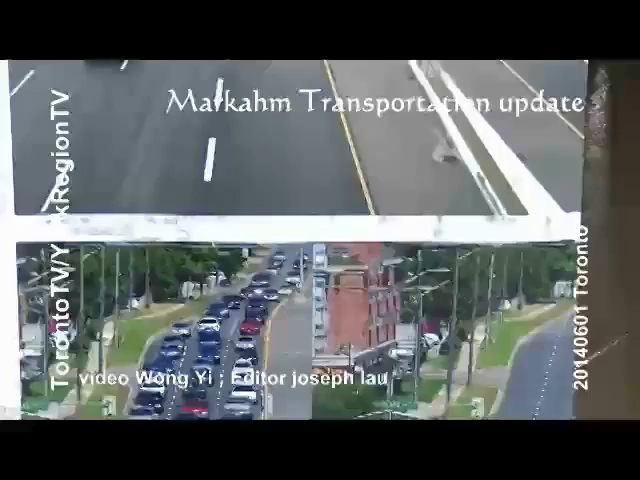 Markahm Transportation update
TorontoTV/YorkRegionTV
video Wong Yi ; Editor joseph lau
20140601 Toronto